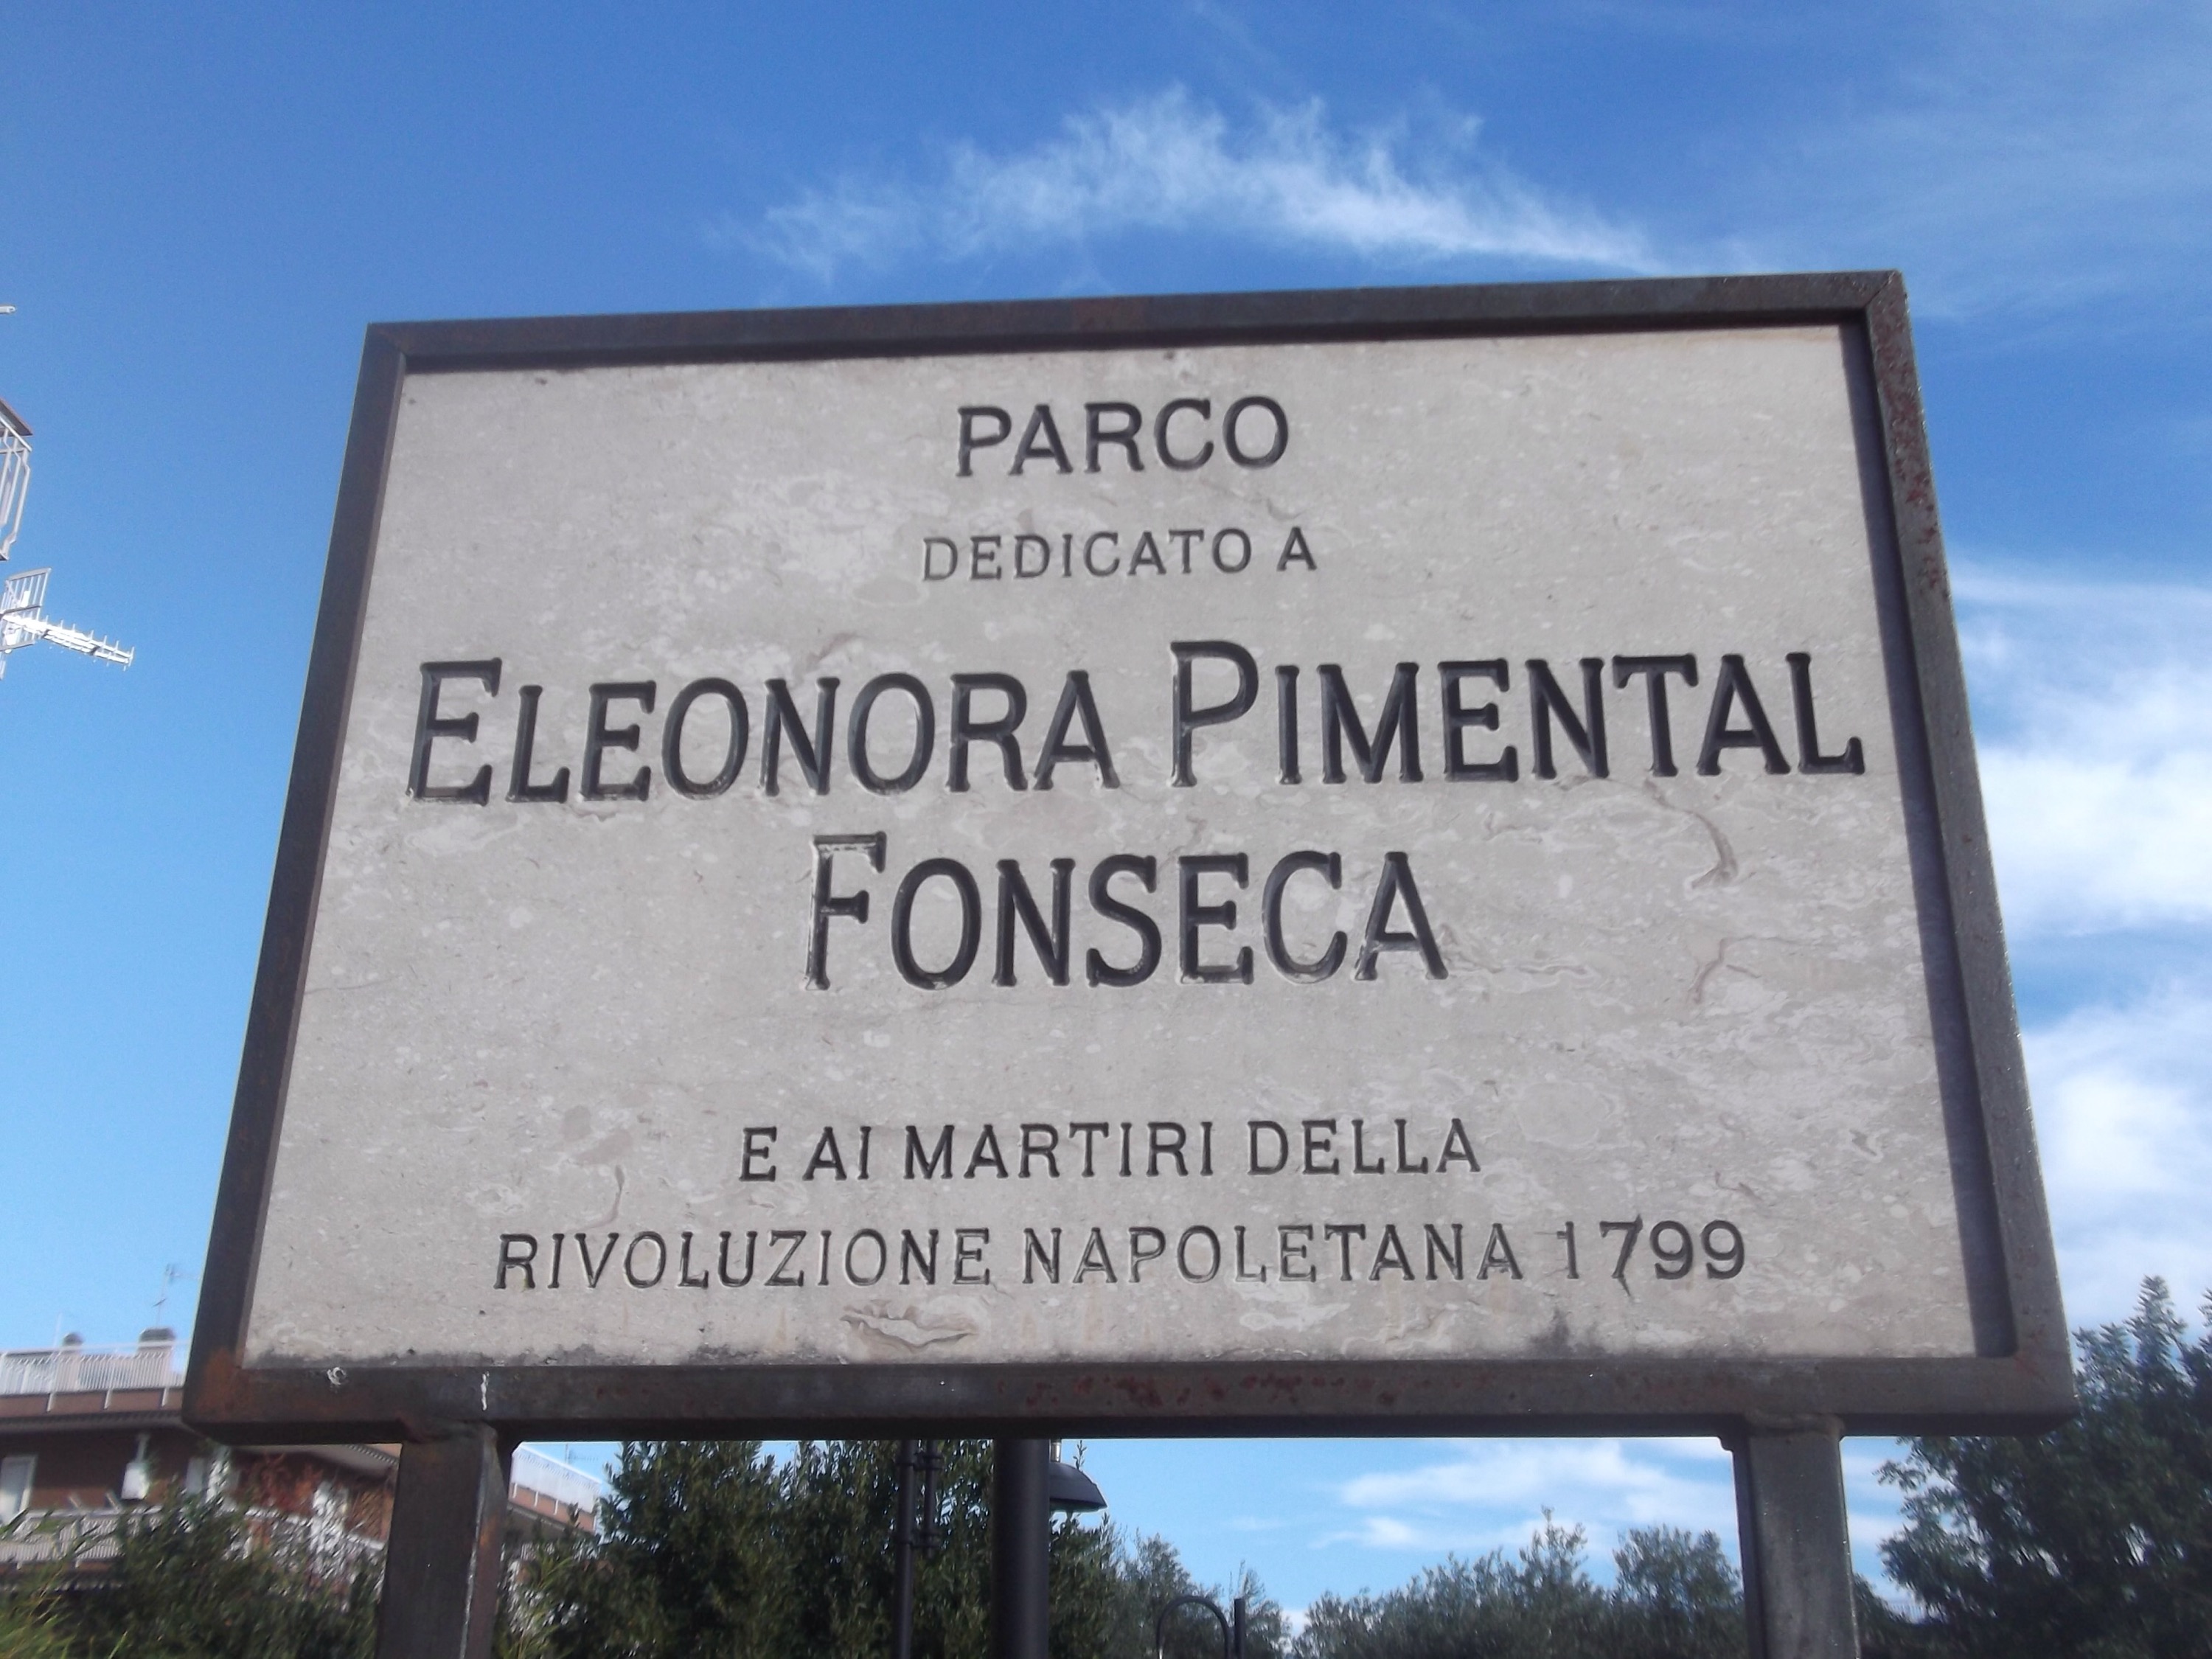 PARCO
DEDICATO A
ELEONORA PIMENTAL
FONSECA
E AI MARTIRI DELLA
RIVOLUZIONE NAPOLETANA 1799